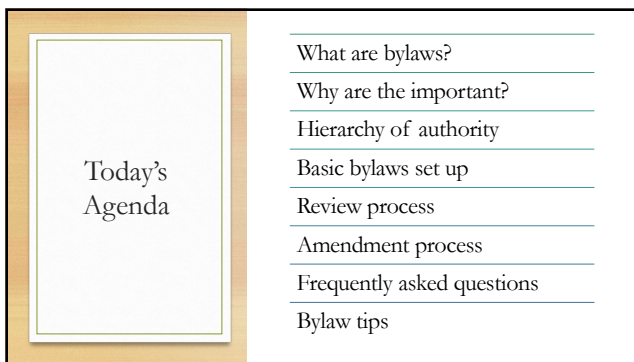 Today's
Agenda
What are bylaws?
Why are the important?
Hierarchy of authority
Basic bylaws set up
Review process
Amendment process
Frequently asked questions
Bylaw tips